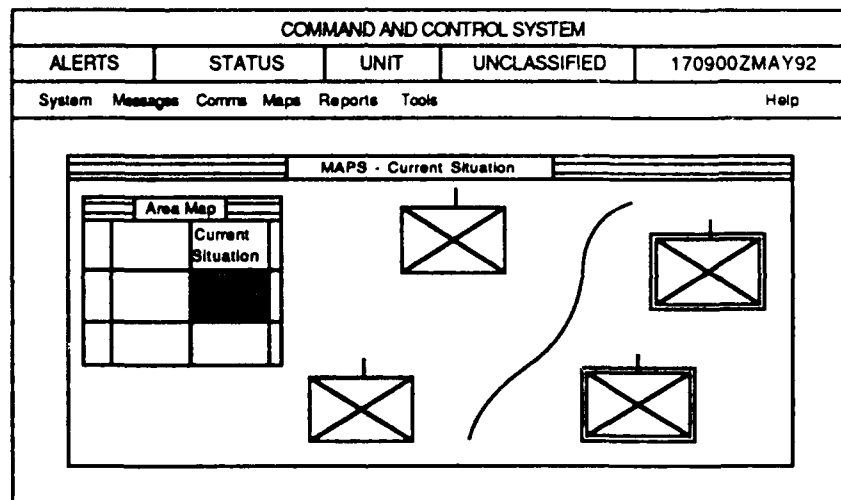 COMMAND AND CONTROL SYSTEM
ALERTS STATUS UNIT UNCLASSIFIED 170900ZMAY92
System Messages Comms Maps Reports Tools Help
MAPS - Current Situation
Area Map
Current
Situation